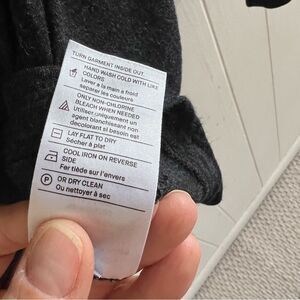 TURN GARMENT INSIDE OUT.
HAND WASH COLD WITH LIKE
COLORS
Laver a la main a froid
separer les couleurs
ONLY NON-CHLORINE
BLEACH WHEN NEEDED
Utiliser uniquement un
agent blanchissant non
decolorant si besoin est
LAY FLAT TO DRY
Sécher à plat
COOL IRON ON REVERSE
SIDE
Fer tiède sur l'envers
P OR DRY CLEAN
Ou nettoyer à sec